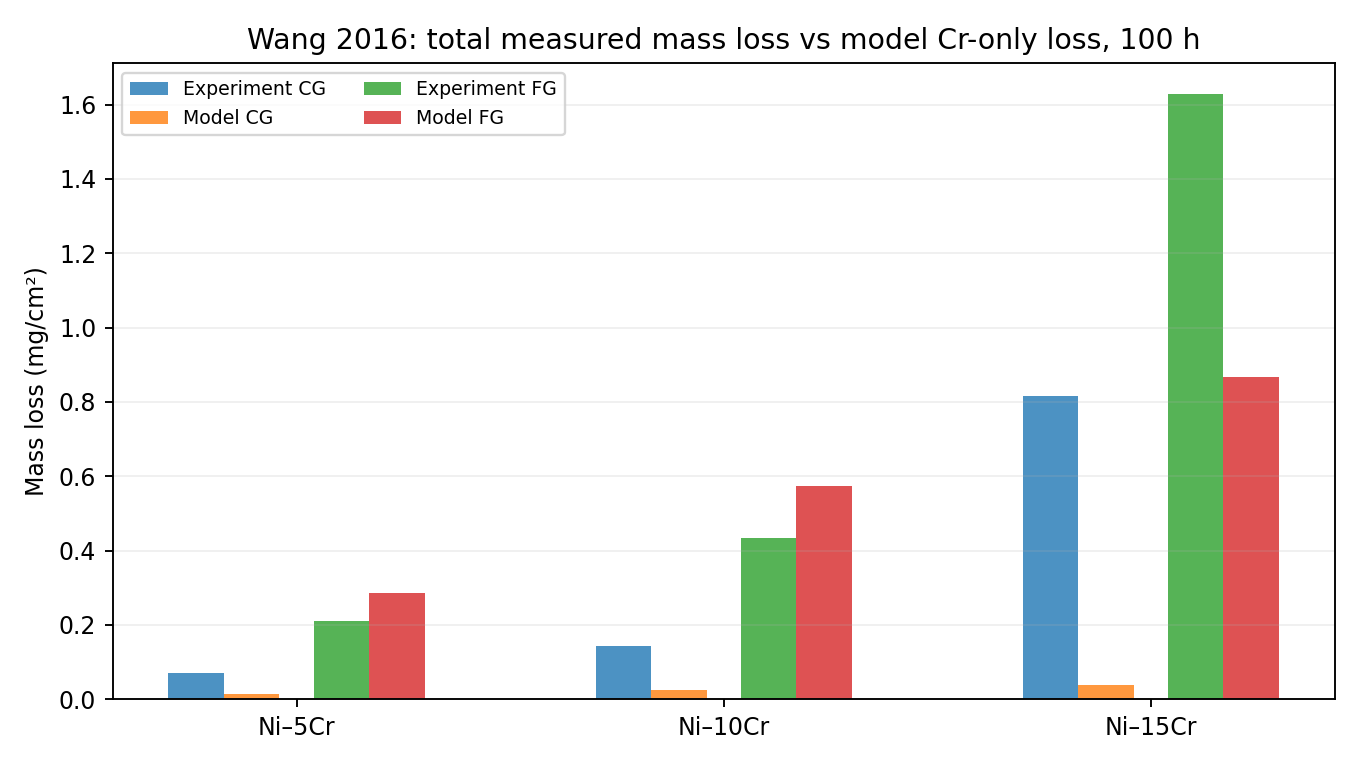 Wang 2016: total measured mass loss vs model Cr-only loss, 100 h
Experiment CG
Model CG
Experiment FG
Model FG
Mass loss (mg/cm²)
1.6
1.4
1.2
1.0
0.8
0.6
0.4
0.2
0.0
Ni–5Cr
Ni–10Cr
Ni–15Cr